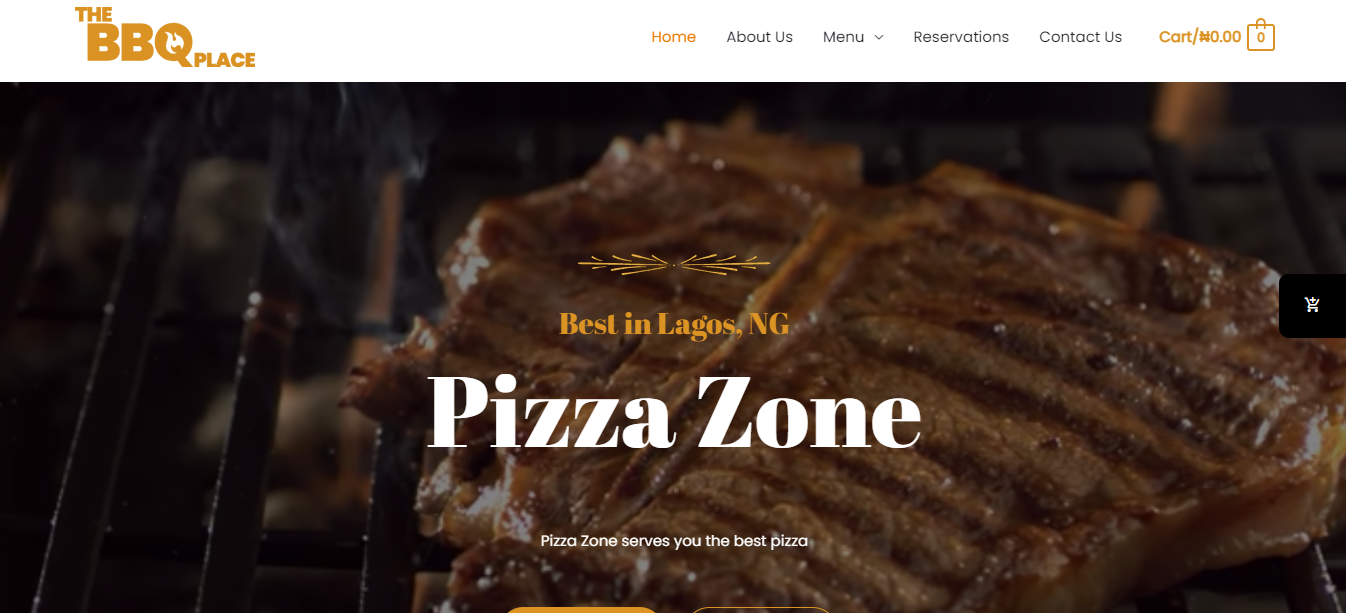 THE
BBQ
PLACE
Home
About Us
Menu
Reservations
Contact Us
Cart/₦0.00
0
Best in Lagos, NG
Pizza Zone
Pizza Zone serves you the best pizza